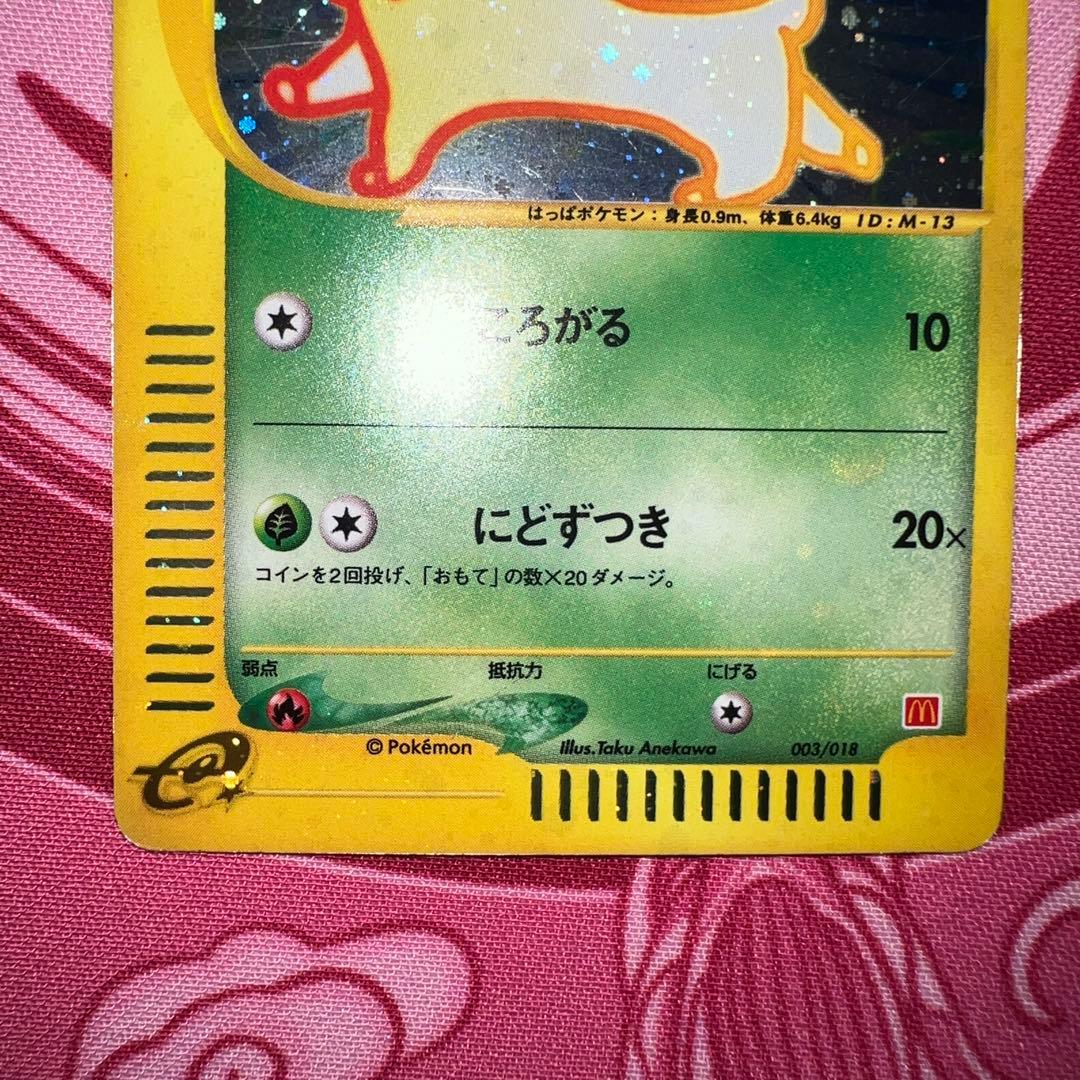 はっぱポケモン：身長0.9m、体重6.4kg ID:M-13
ころがる 10
にどずつき 20×
コインを2回投げ、「おもて」の数×20ダメージ。
弱点 抵抗力 にげる
© Pokémon Illus.Taku Anekawa 003/018